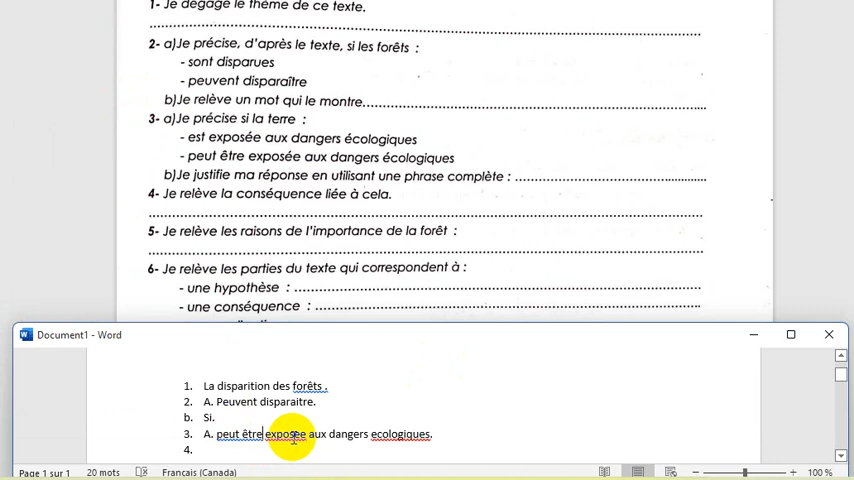 1- Je dégage le thème de ce texte.
2- a)Je précise, d'après le texte, si les forêts :
- sont disparues
- peuvent disparaître
b)Je relève un mot qui le montre
3- a)Je précise si la terre :
- est exposée aux dangers écologiques
- peut être exposée aux dangers écologiques
b)Je justifie ma réponse en utilisant une phrase complète :
4- Je relève la conséquence liée à cela.
5- Je relève les raisons de l'importance de la forêt :
6- Je relève les parties du texte qui correspondent à :
- une hypothèse :
- une conséquence :
Document1 - Word
1. La disparition des forêts .
2. A. Peuvent disparaitre.
b. Si.
3. A. peut être exposée aux dangers ecologiques.
4.
Page 1 sur 1 20 mots Français (Canada) 100 %